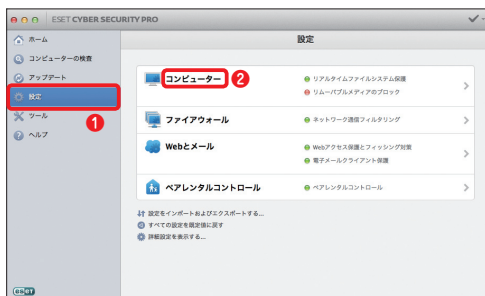 ESET CYBER SECURITY PRO
ホーム
コンピューターの検査
アップデート
設定
ツール
ヘルプ
1
設定
コンピューター
2
リアルタイムファイルシステム保護
リムーバブルメディアのブロック
ファイアウォール
ネットワーク通信フィルタリング
Webとメール
Webアクセス保護とフィッシング対策
電子メールクライアント保護
ペアレンタルコントロール
ペアレンタルコントロール
設定をインポートおよびエクスポートする...
すべての設定を既定値に戻す
詳細設定を表示する...
eset